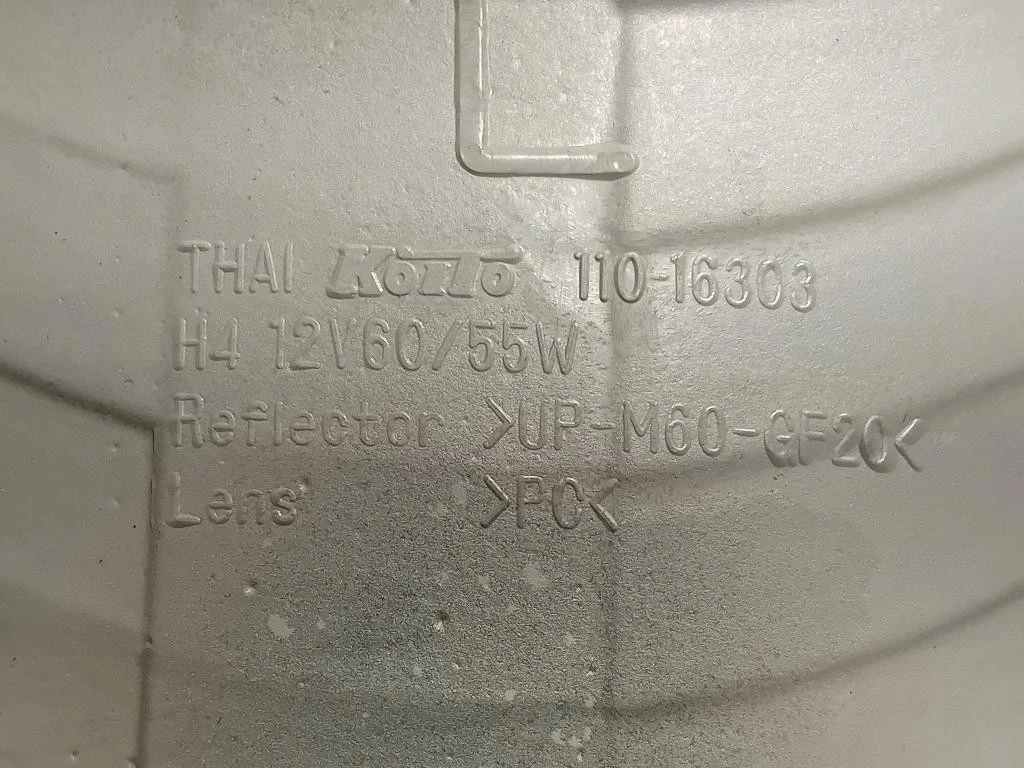 L
THAI KOITO 110-16303
H4 12V60/55W
Reflector >UP-M60-GF20<
Lens >PC<